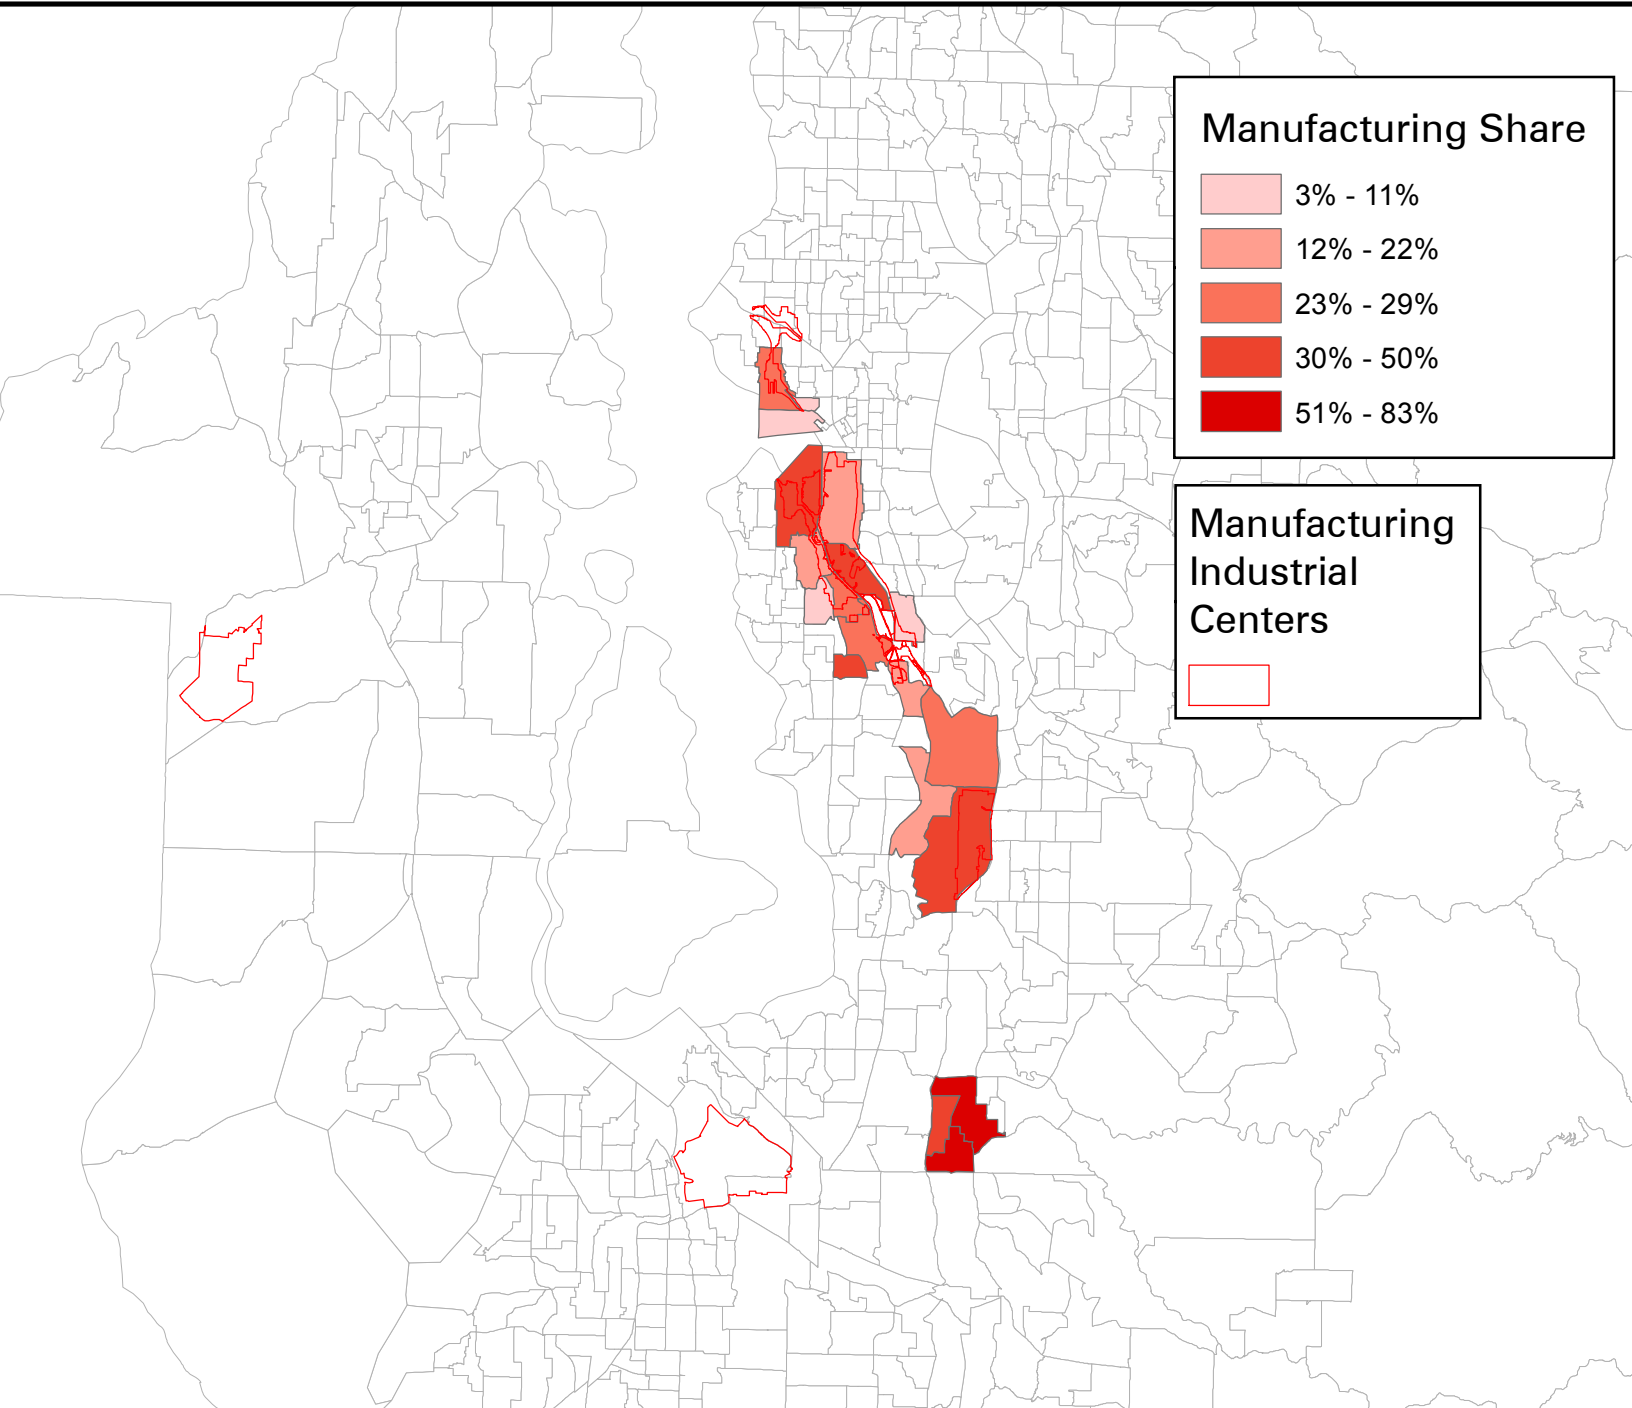 Manufacturing Share
3% - 11%
12% - 22%
23% - 29%
30% - 50%
51% - 83%
Manufacturing
Industrial
Centers